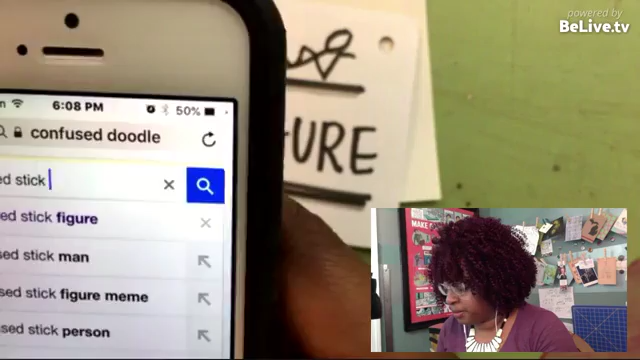 powered by
BeLive.tv
6:08 PM
50%
confused doodle
ed stick
ed stick figure
sed stick man
sed stick figure meme
sed stick person
URE
MAKE